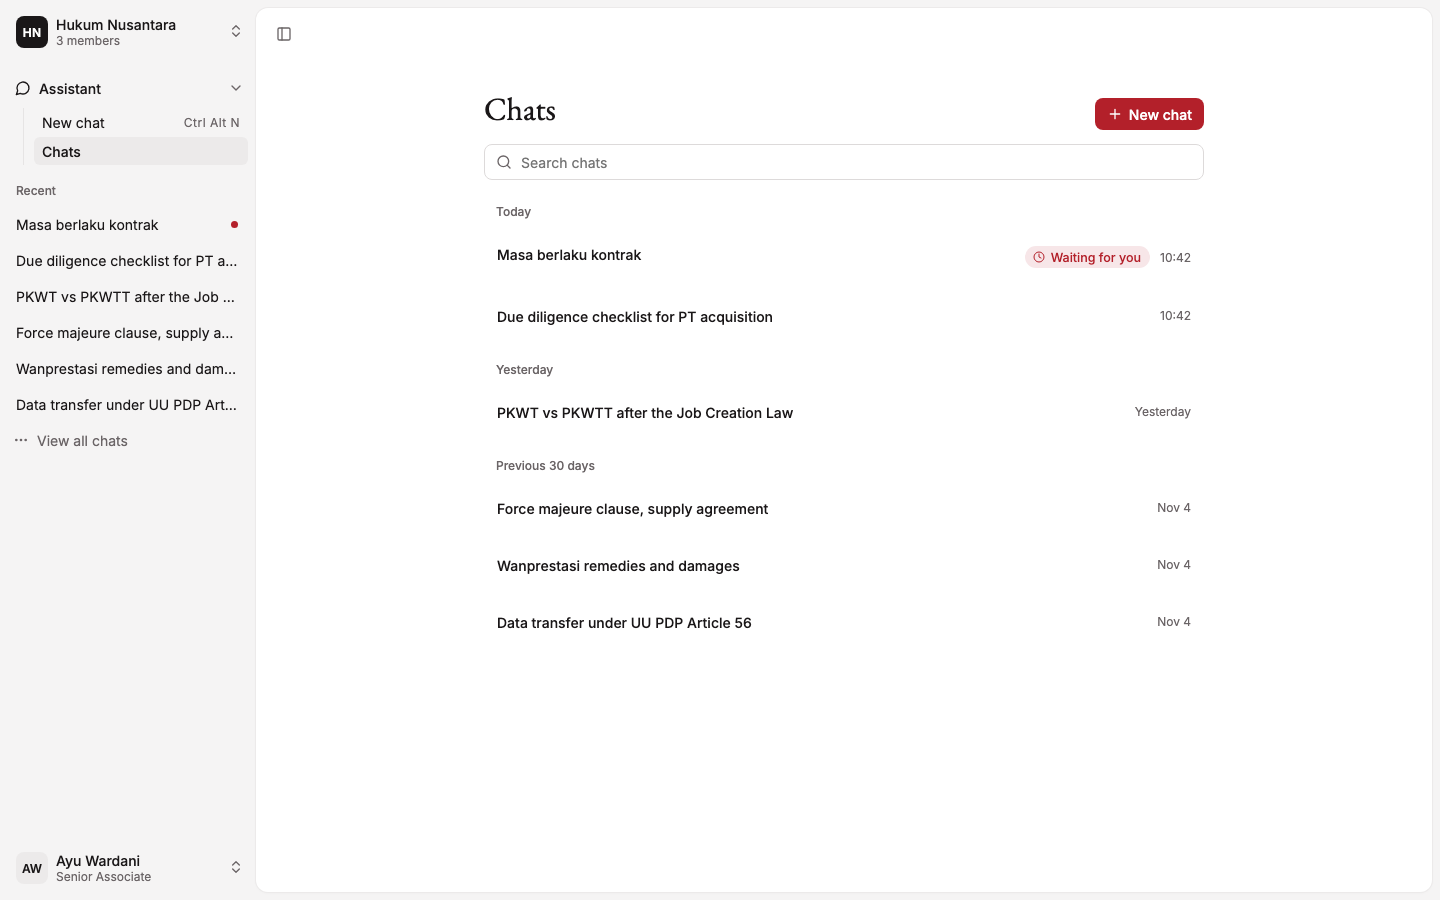 HN
Hukum Nusantara
3 members
Assistant
New chat Ctrl Alt N
Chats
Recent
Masa berlaku kontrak
Due diligence checklist for PT a...
PKWT vs PKWTT after the Job ...
Force majeure clause, supply a...
Wanprestasi remedies and dam...
Data transfer under UU PDP Art...
View all chats
AW
Ayu Wardani
Senior Associate
Chats
New chat
Search chats
Today
Masa berlaku kontrak Waiting for you 10:42
Due diligence checklist for PT acquisition 10:42
Yesterday
PKWT vs PKWTT after the Job Creation Law Yesterday
Previous 30 days
Force majeure clause, supply agreement Nov 4
Wanprestasi remedies and damages Nov 4
Data transfer under UU PDP Article 56 Nov 4